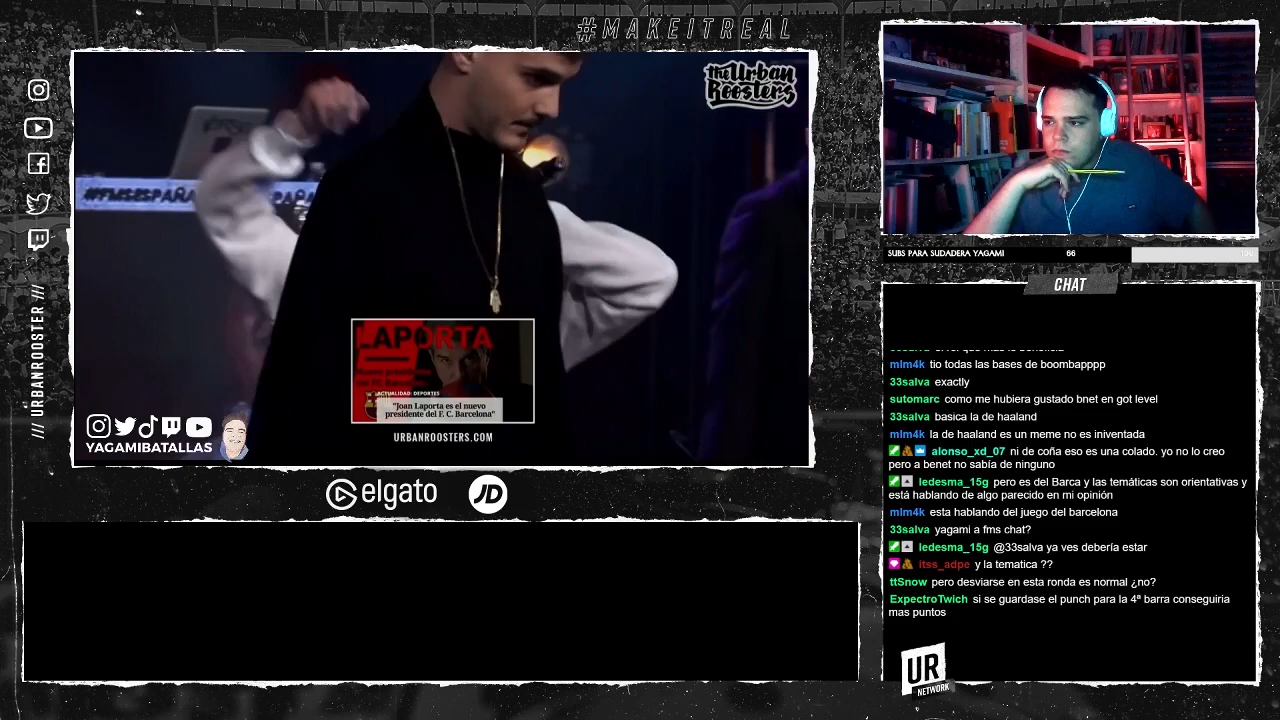 #MAKEITREAL
the Urban
Roosters
#FMSESPAÑA
LAPORTA
ACTUALIDAD: DEPORTES
"Joan Laporta es el nuevo
presidente del F. C. Barcelona"
URBANROOSTERS.COM
YAGAMIBATALLAS
/// URBANROOSTER ///
elgato
JD
SUBS PARA SUDADERA YAGAMI 66 100
CHAT
mlm4k tio todas las bases de boombapppp
33salva exactly
sutomarc como me hubiera gustado bnet en got level
33salva basica la de haaland
mlm4k la de haaland es un meme no es iniventada
alonso_xd_07 ni de coña eso es una colado. yo no lo creo
pero a benet no sabía de ninguno
ledesma_15g pero es del Barca y las temáticas son orientativas y
está hablando de algo parecido en mi opinión
mlm4k esta hablando del juego del barcelona
33salva yagami a fms chat?
ledesma_15g @33salva ya ves debería estar
itss_adpe y la tematica ??
ttSnow pero desviarse en esta ronda es normal ¿no?
ExpectroTwich si se guardase el punch para la 4ª barra conseguiria
mas puntos
UR
NETWORK